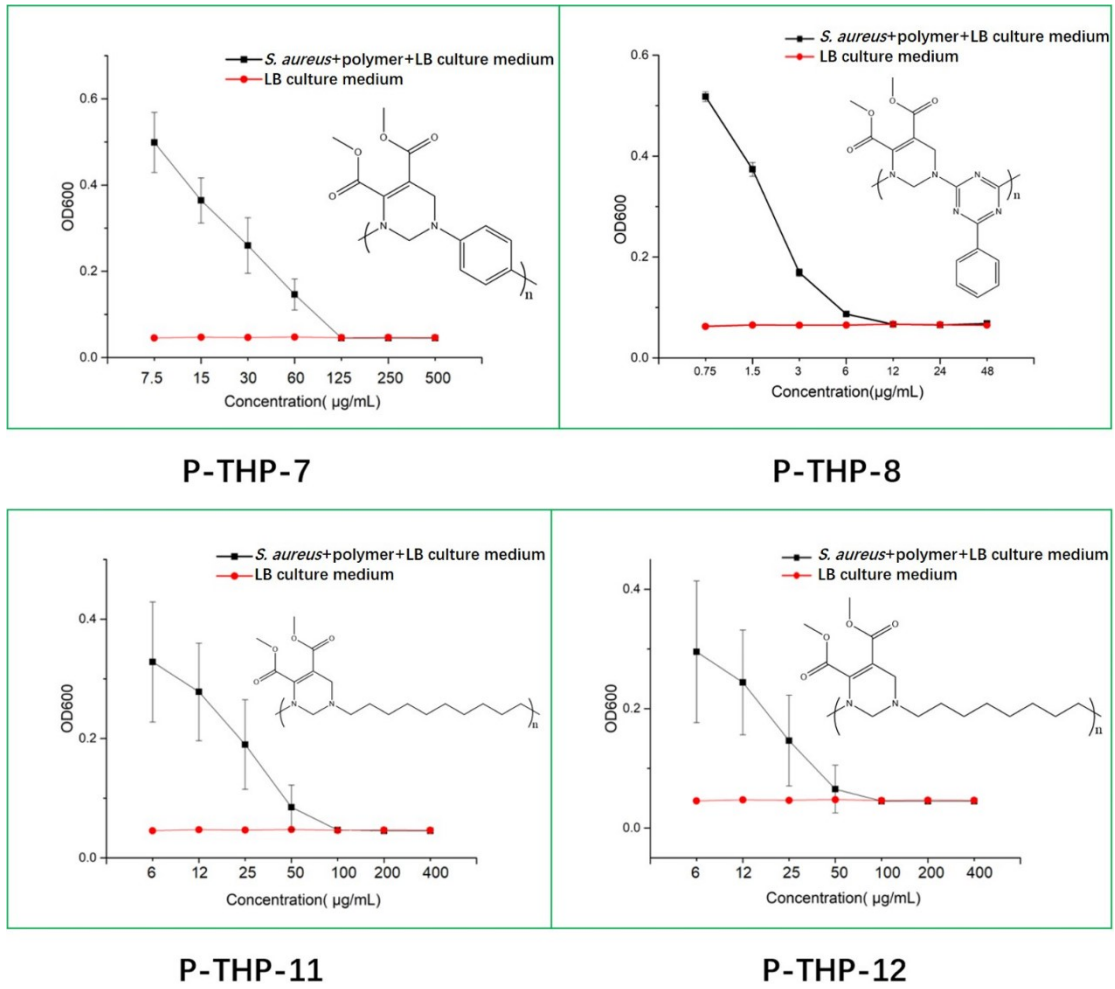 S. aureus+polymer+LB culture medium
LB culture medium
0.6
0.4
0.2
0.0
OD600
7.5 15 30 60 125 250 500
Concentration( μg/mL)
O
O
O
O
N
N
( )n
S. aureus+polymer+LB culture medium
LB culture medium
0.6
0.4
0.2
0.0
OD600
0.75 1.5 3 6 12 24 48
Concentration(μg/mL)
O
O
O
O
N
N
N
N
N
( )n
P-THP-7
P-THP-8
S. aureus+polymer+LB culture medium
LB culture medium
0.4
0.2
0.0
OD600
6 12 25 50 100 200 400
Concentration( μg/mL)
O
O
O
O
N
N
( )n
S. aureus+polymer+LB culture medium
LB culture medium
0.4
0.2
0.0
OD600
6 12 25 50 100 200 400
Concentration( μg/mL)
O
O
O
O
N
N
( )n
P-THP-11
P-THP-12